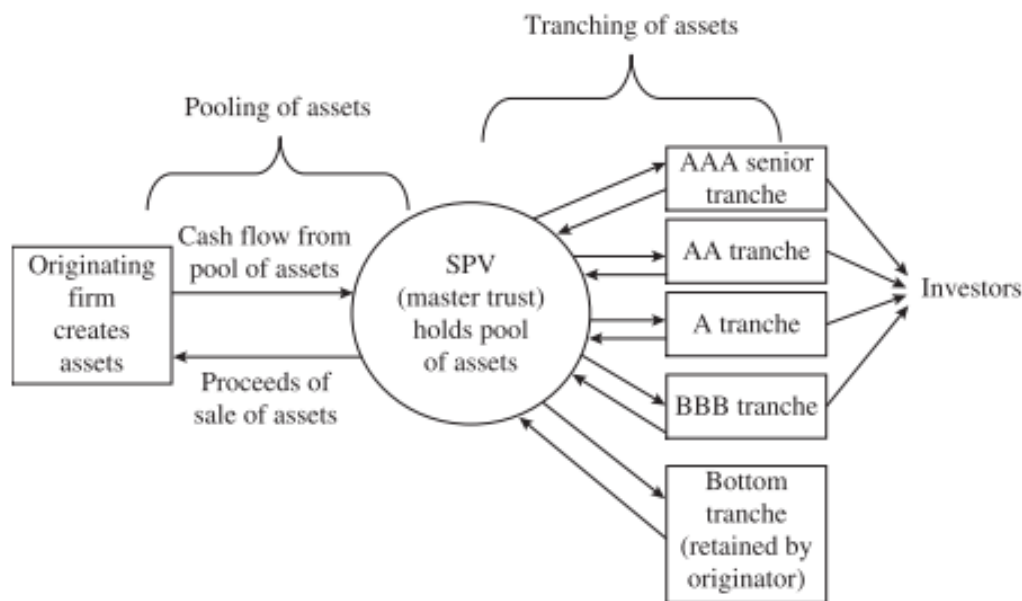 Tranching of assets
Pooling of assets
Cash flow from
pool of assets
Originating
firm
creates
assets
Proceeds of
sale of assets
SPV
(master trust)
holds pool
of assets
AAA senior
tranche
AA tranche
A tranche
BBB tranche
Bottom
tranche
(retained by
originator)
Investors